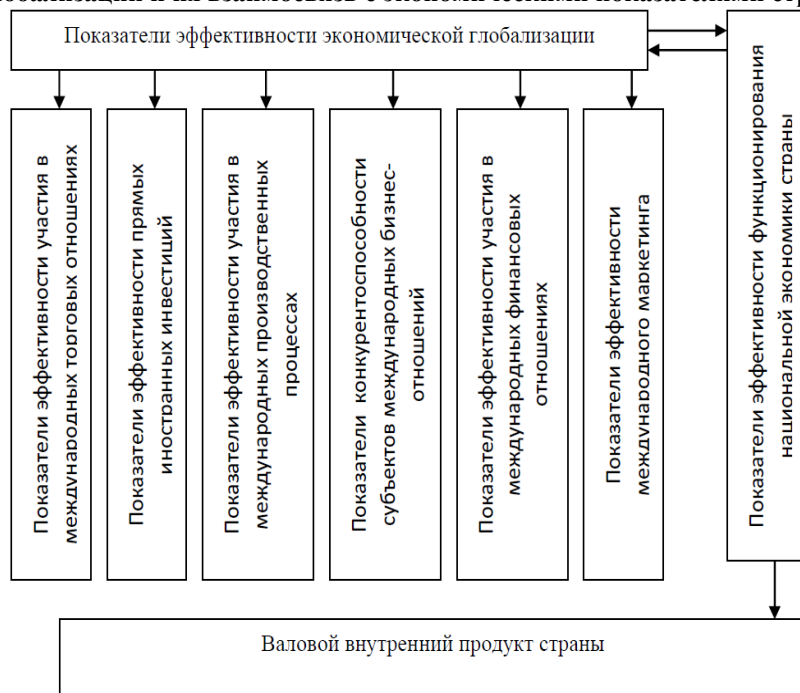 Показатели эффективности экономической глобализации
Показатели эффективности участия в
международных торговых отношениях
Показатели эффективности прямых
иностранных инвестиций
Показатели эффективности участия в
международных производственных
процессах
Показатели конкурентоспособности
субъектов международных бизнес-
отношений
Показатели эффективности участия в
международных финансовых
отношениях
Показатели эффективности
международного маркетинга
Показатели эффективности функционирования
национальной экономики страны
Валовой внутренний продукт страны